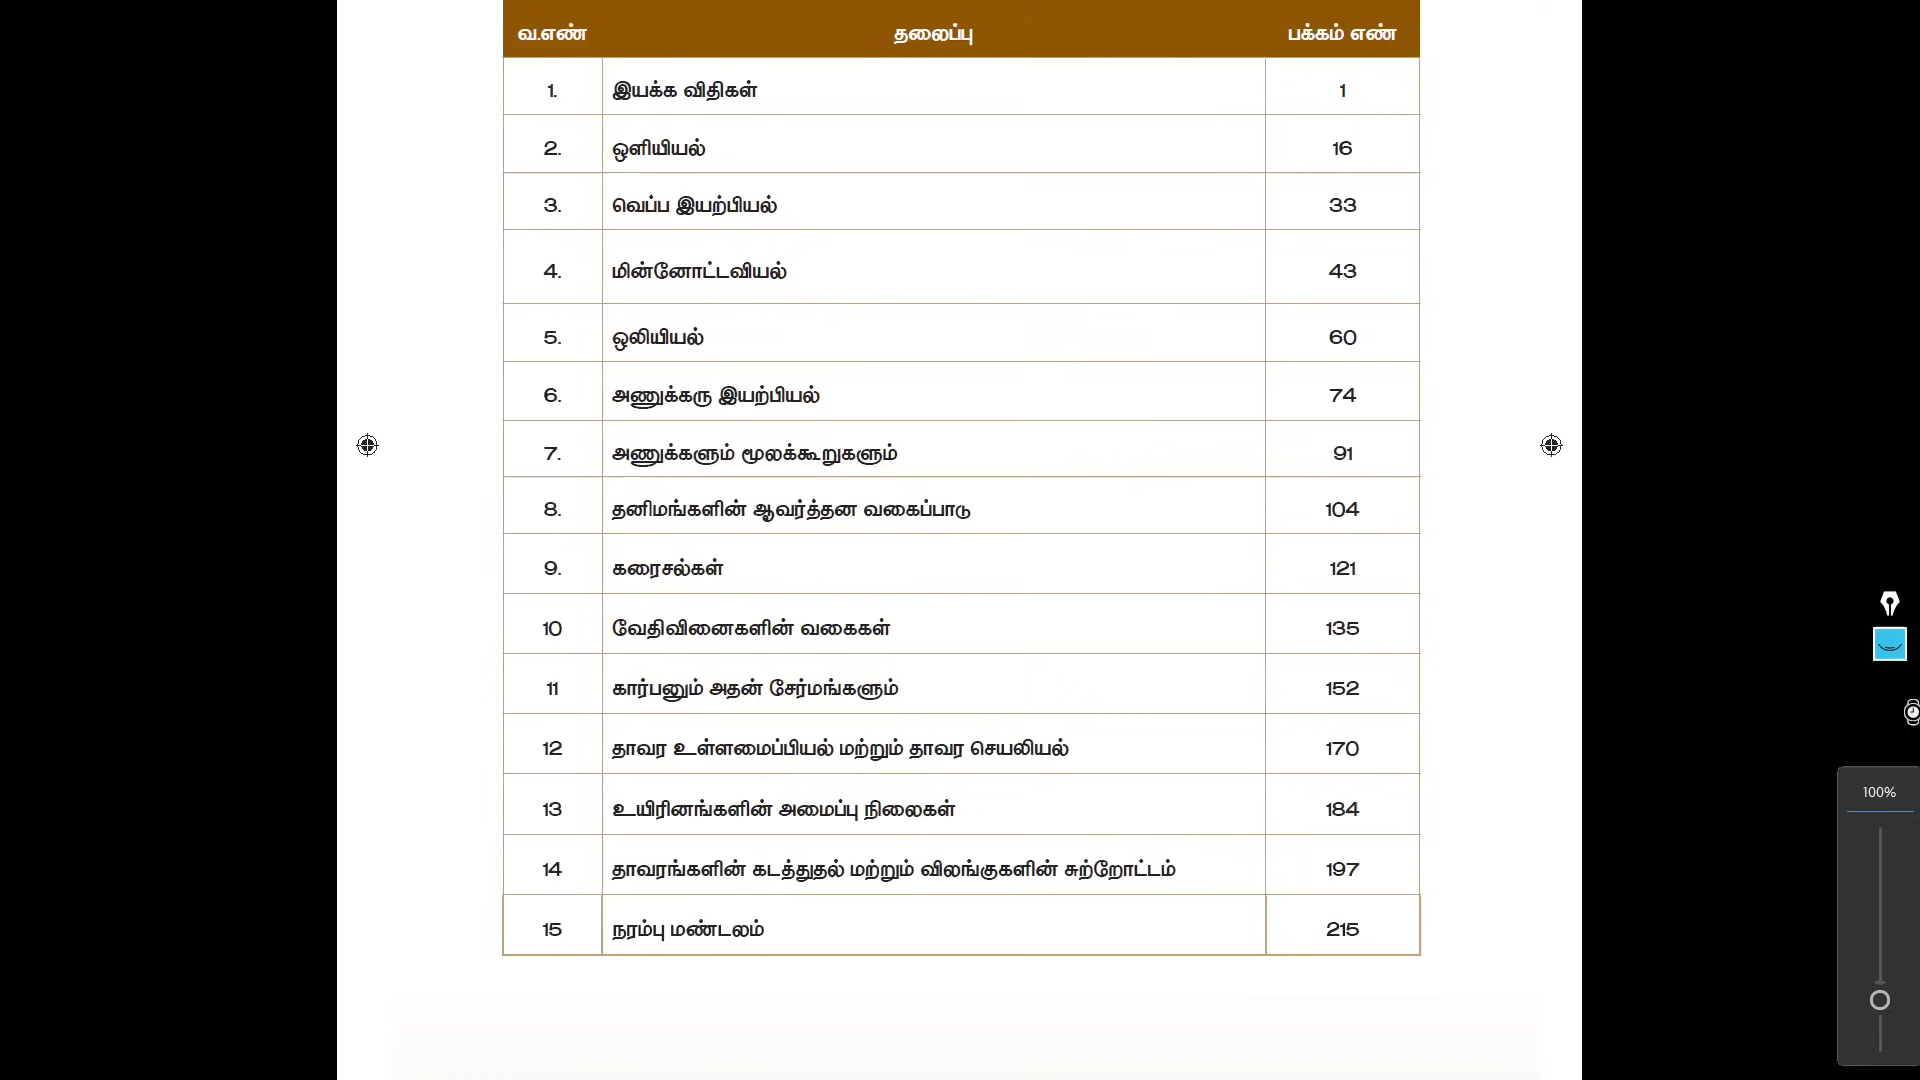 வ.எண் தலைப்பு பக்கம் எண்
1. இயக்க விதிகள் 1
2. ஒளியியல் 16
3. வெப்ப இயற்பியல் 33
4. மின்னோட்டவியல் 43
5. ஒலியியல் 60
6. அணுக்கரு இயற்பியல் 74
7. அணுக்களும் மூலக்கூறுகளும் 91
8. தனிமங்களின் ஆவர்த்தன வகைப்பாடு 104
9. கரைசல்கள் 121
10 வேதிவினைகளின் வகைகள் 135
11 கார்பனும் அதன் சேர்மங்களும் 152
12 தாவர உள்ளமைப்பியல் மற்றும் தாவர செயலியல் 170
13 உயிரினங்களின் அமைப்பு நிலைகள் 184
14 தாவரங்களின் கடத்துதல் மற்றும் விலங்குகளின் சுற்றோட்டம் 197
15 நரம்பு மண்டலம் 215
100%